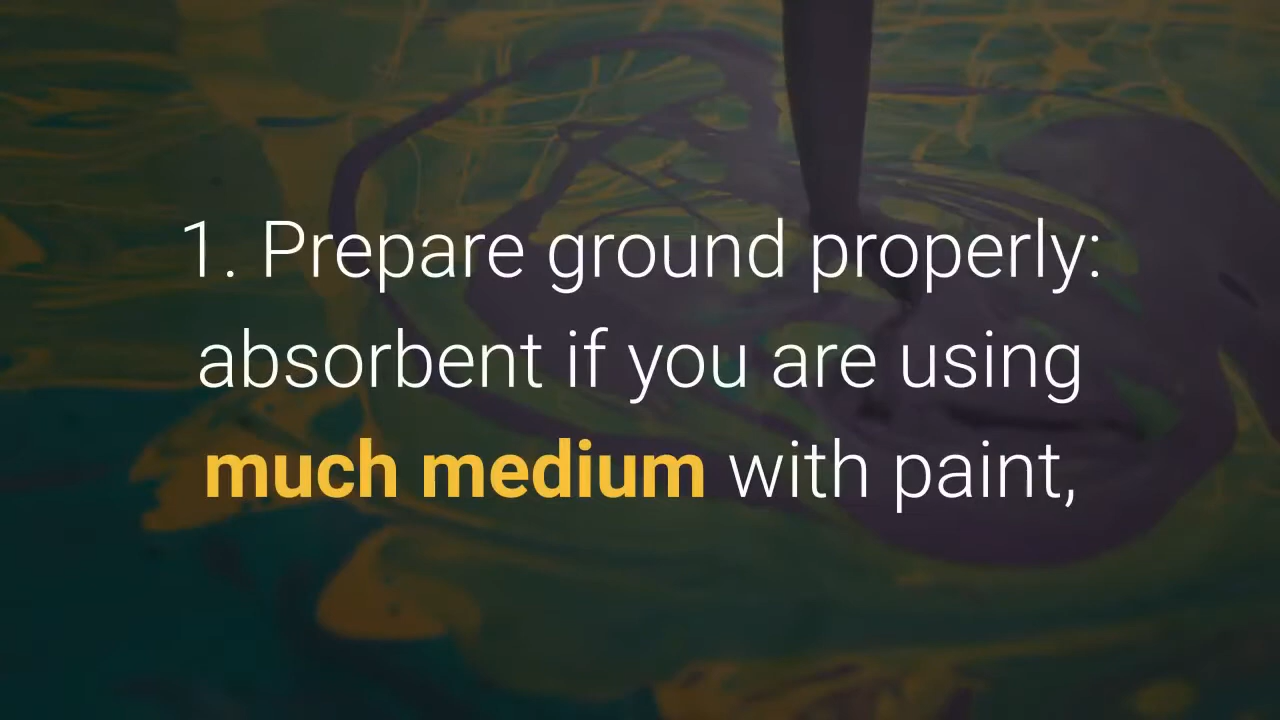 1. Prepare ground properly:
absorbent if you are using
much medium with paint,